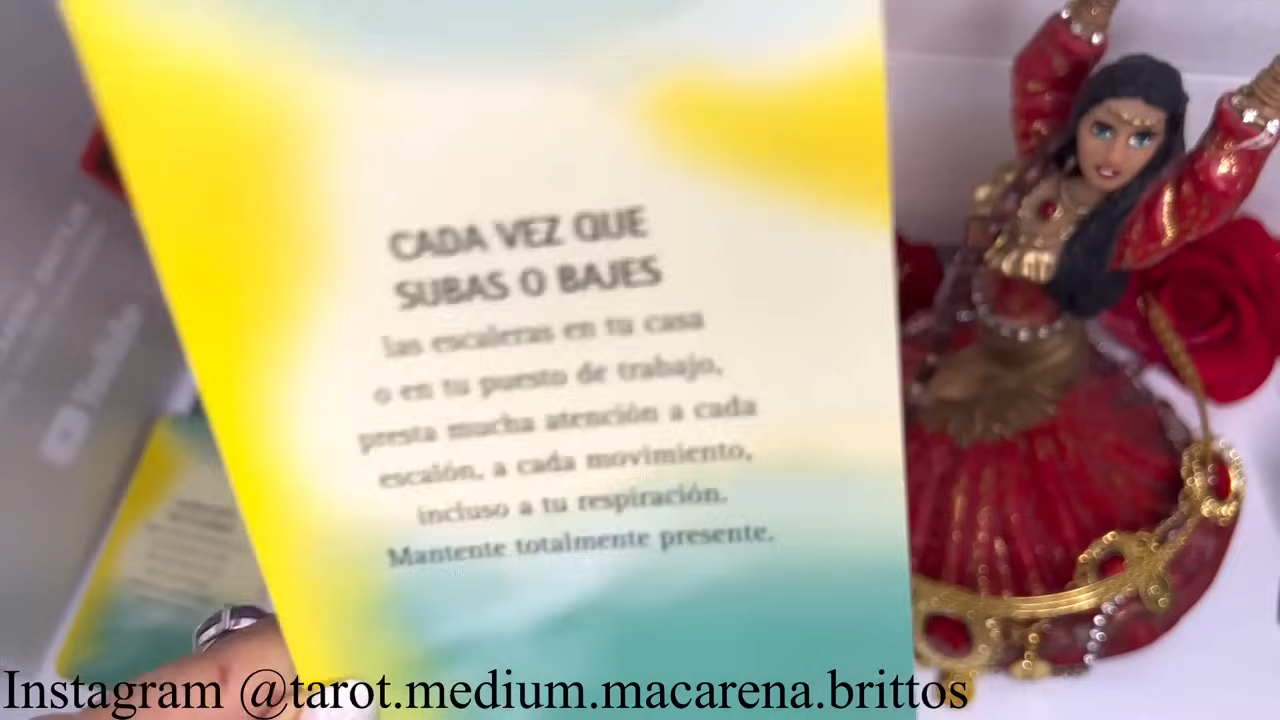 CADA VEZ QUE
SUBAS O BAJES
las escaleras en tu casa
o en tu puesto de trabajo,
presta mucha atención a cada
escalón, a cada movimiento,
incluso a tu respiración.
Mantente totalmente presente.
Instagram @tarot.medium.macarena.brittos